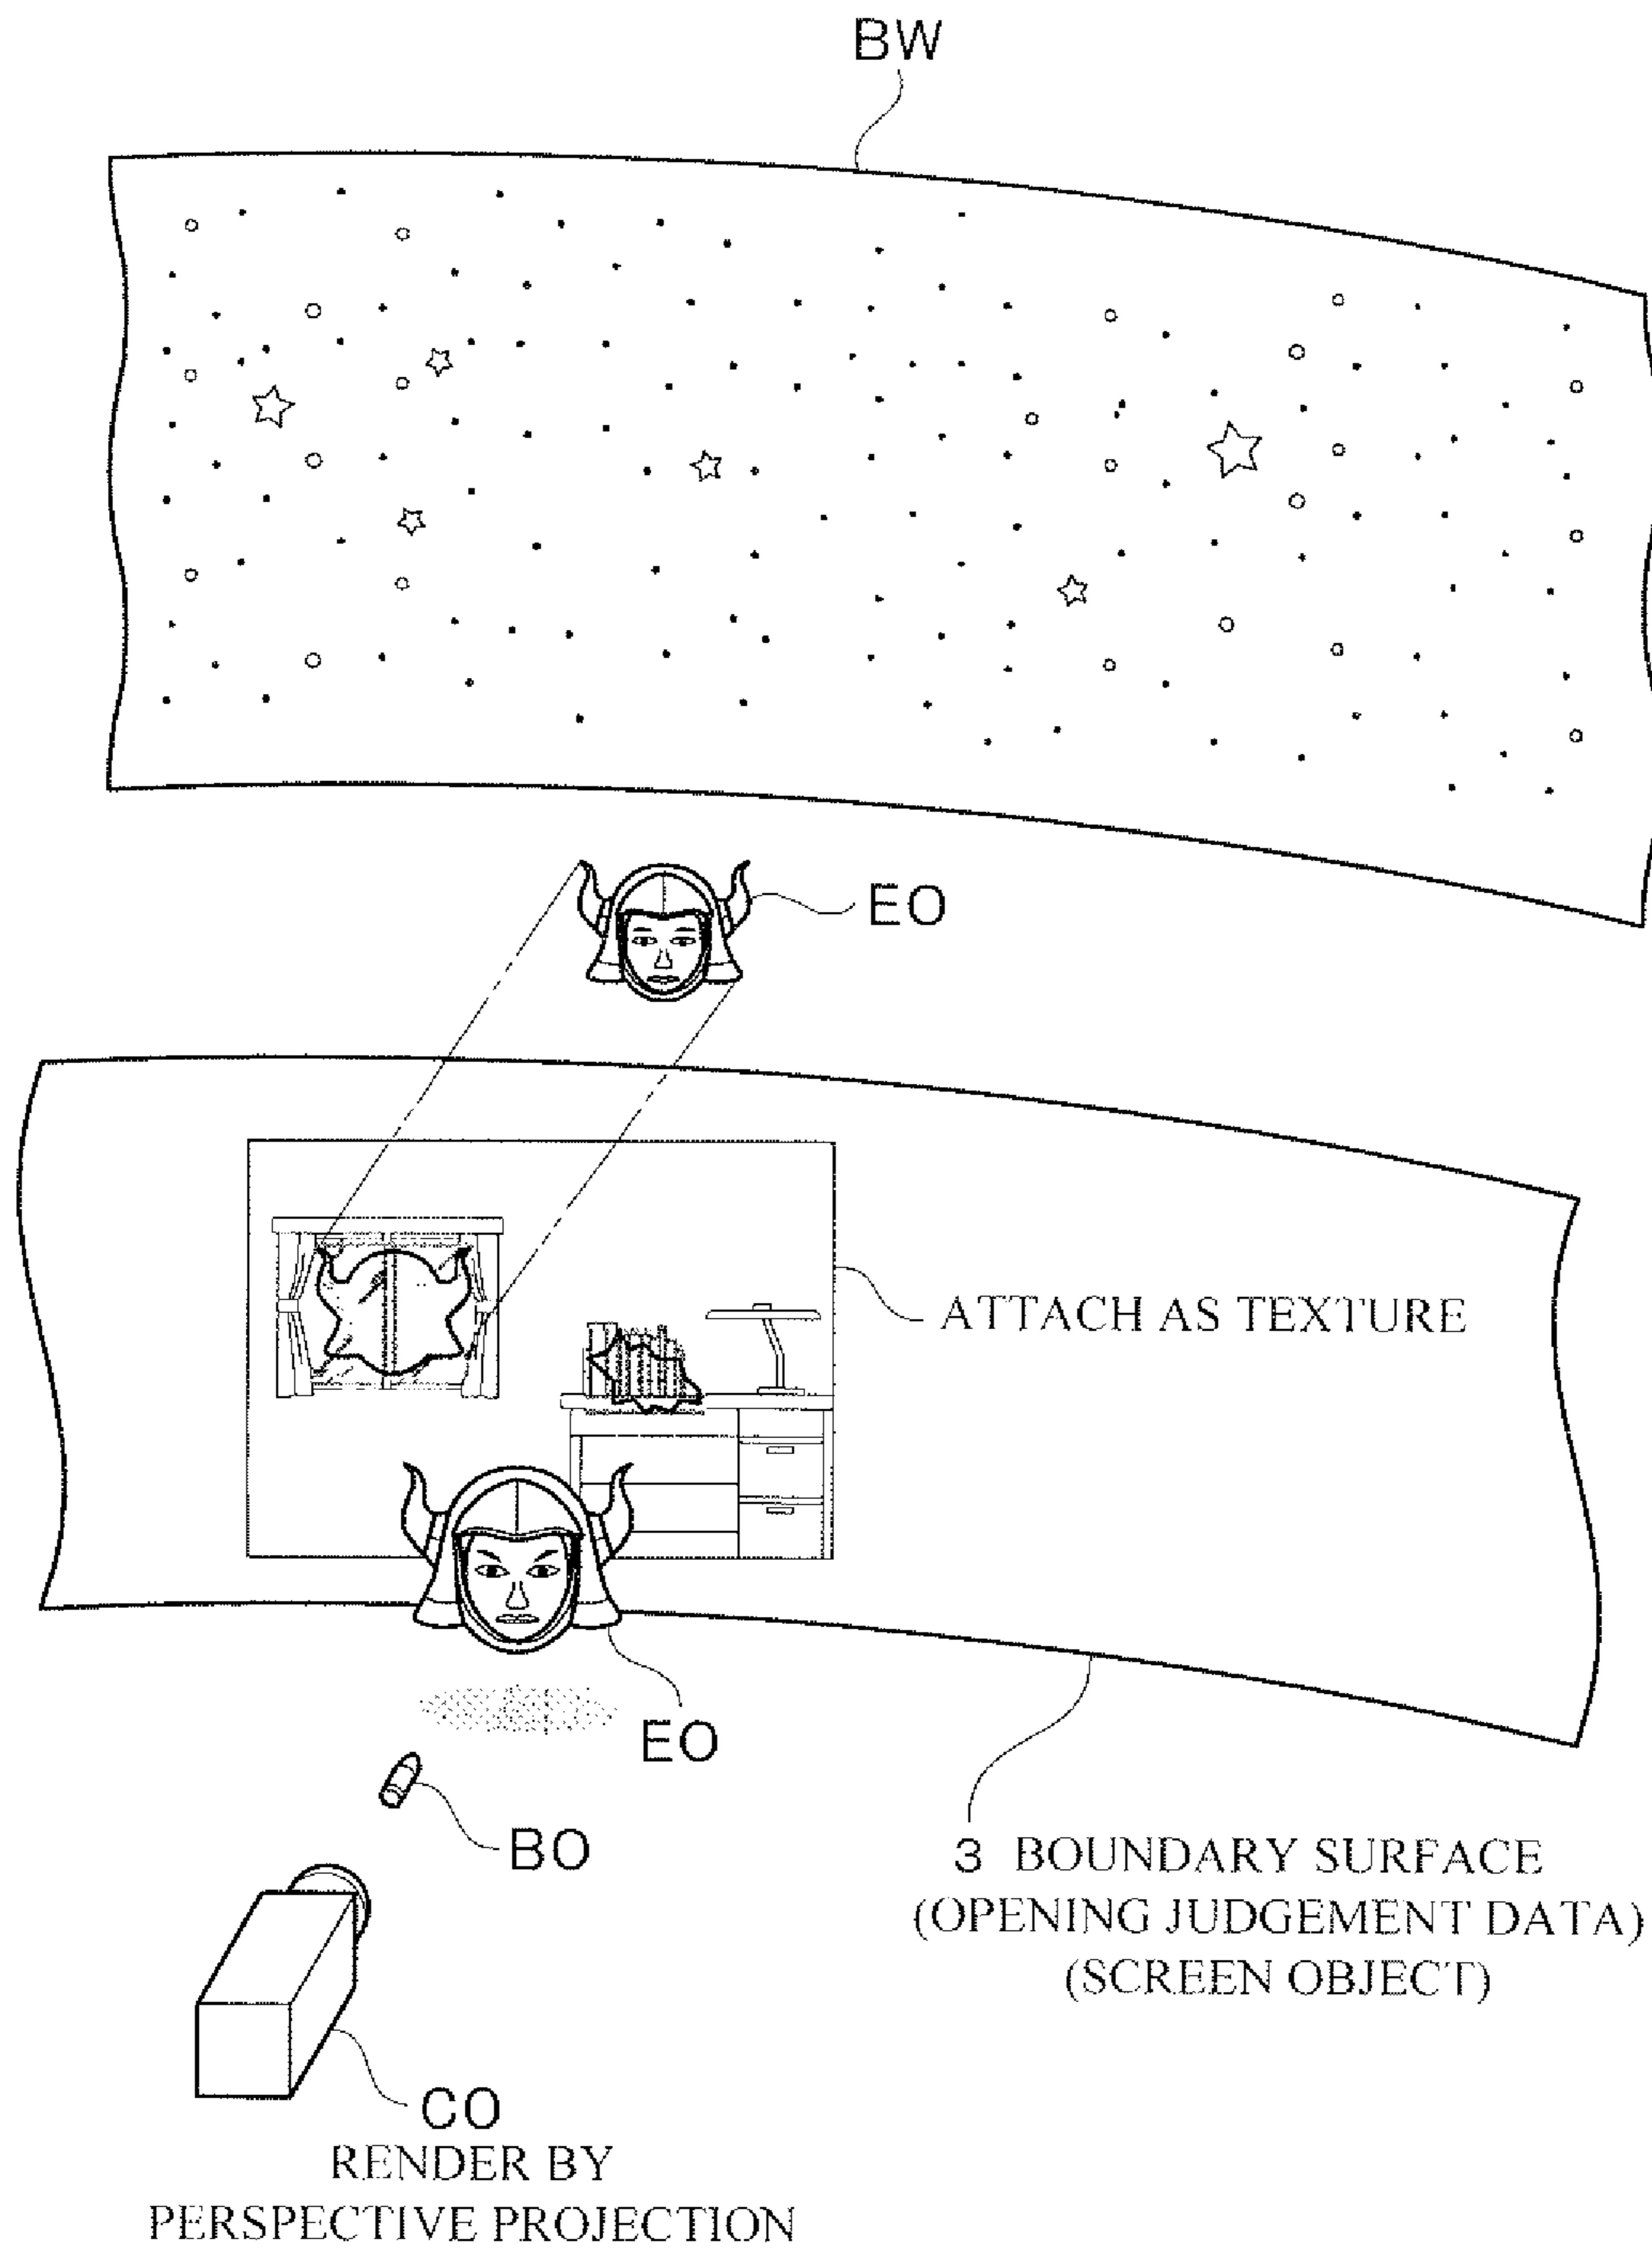 BW
EO
ATTACH AS TEXTURE
EO
BO
3 BOUNDARY SURFACE
(OPENING JUDGEMENT DATA)
(SCREEN OBJECT)
CO
RENDER BY
PERSPECTIVE PROJECTION